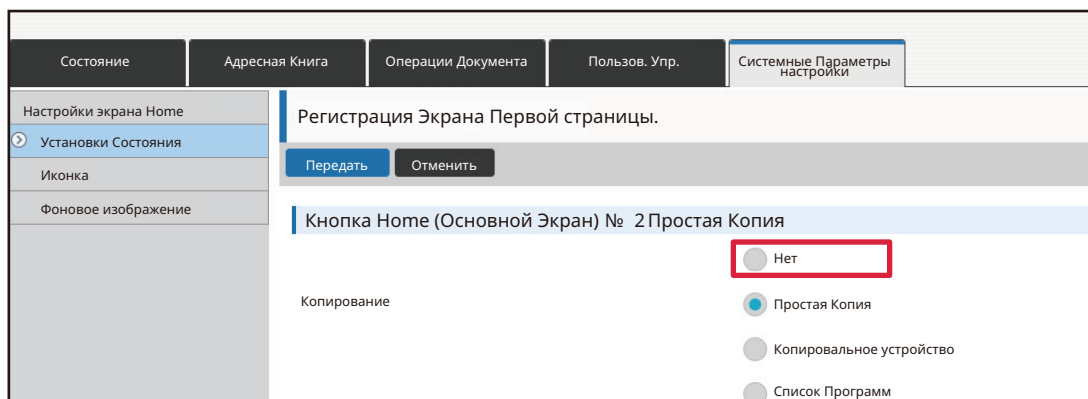 Состояние
Адресная Книга
Операции Документа
Пользов. Упр.
Системные Параметры
настройки
Настройки экрана Home
Установки Состояния
Иконка
Фоновое изображение
Регистрация Экрана Первой страницы.
Передать
Отменить
Кнопка Home (Основной Экран) № 2 Простая Копия
Нет
Копирование
Простая Копия
Копировальное устройство
Список Программ